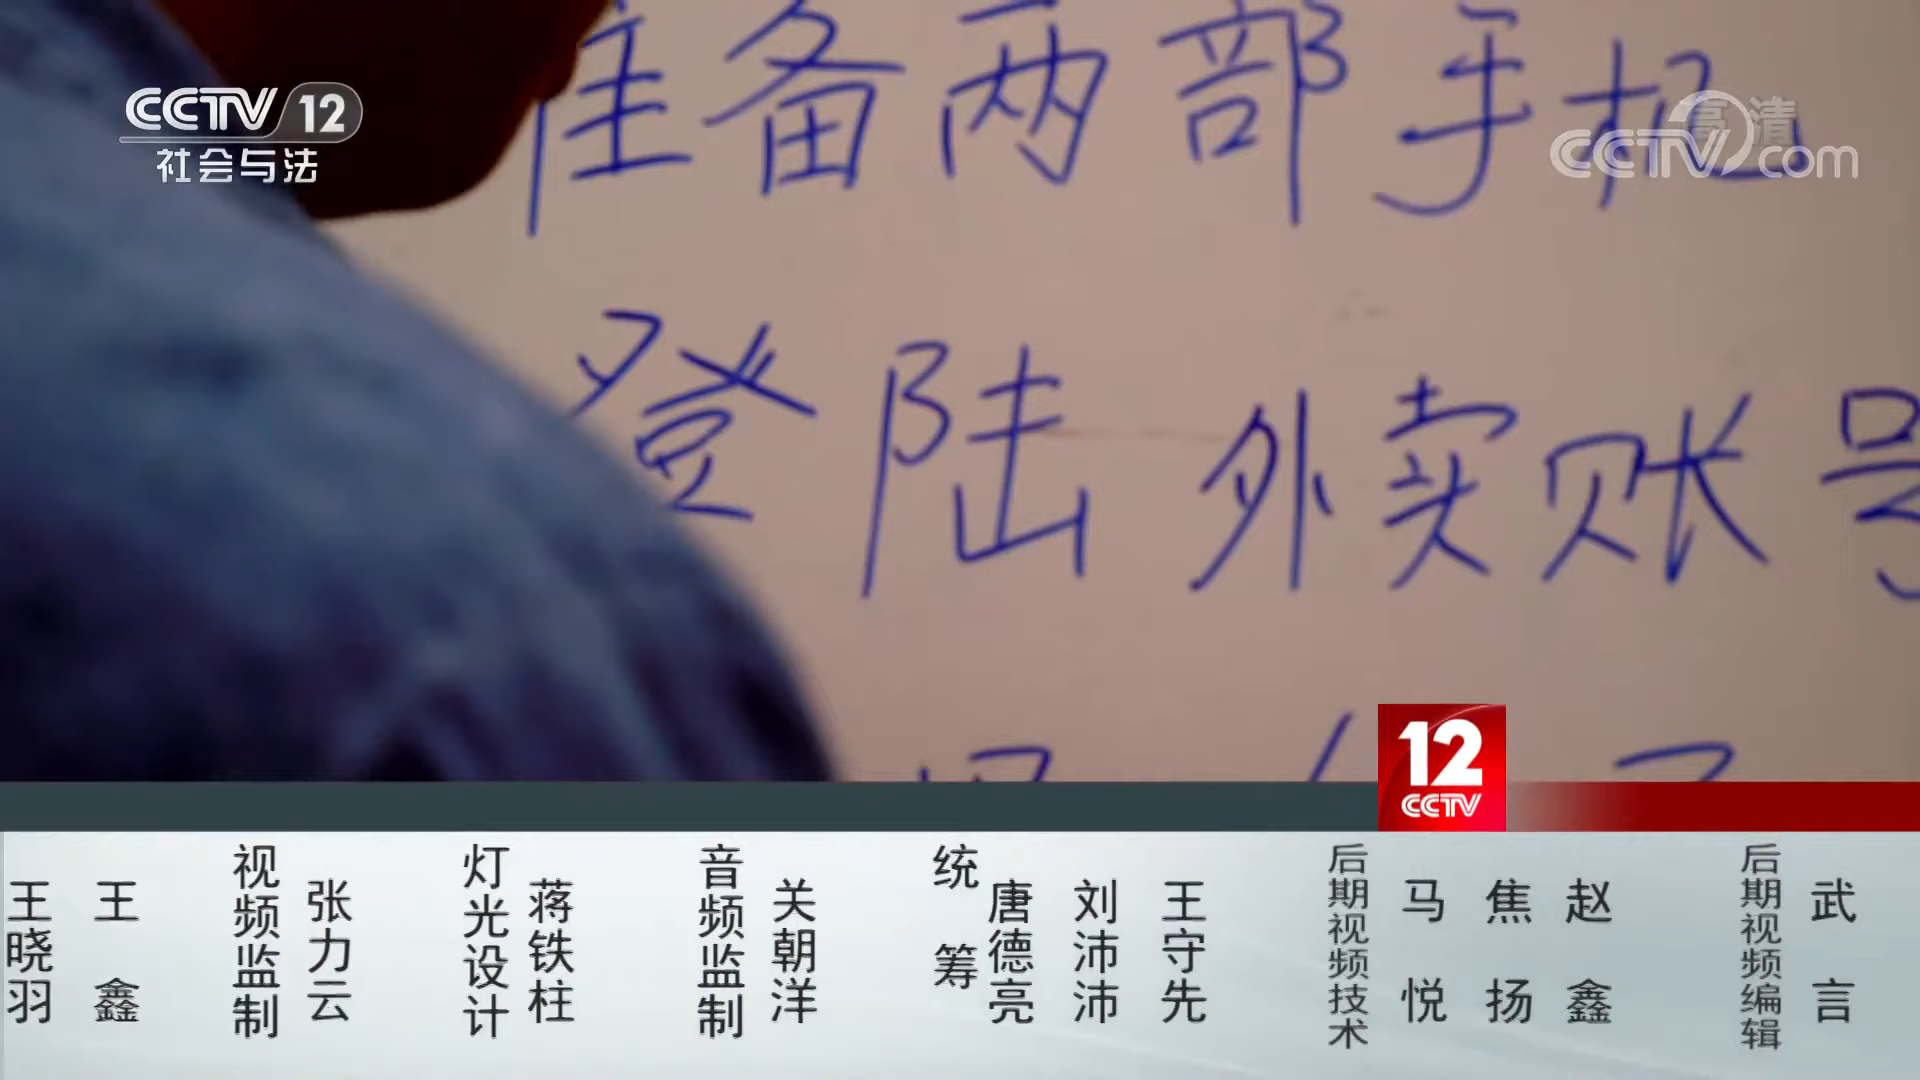 CCTV 12
社会与法
高清
CCTV com
准备两部手机
登陆外卖账号
12
CCTV
王晓羽
王鑫
视频监制
张力云
灯光设计
蒋铁柱
音频监制
关朝洋
统筹
唐德亮
刘沛沛
王守先
后期视频技术
马悦
焦扬
赵鑫
后期视频编辑
武言